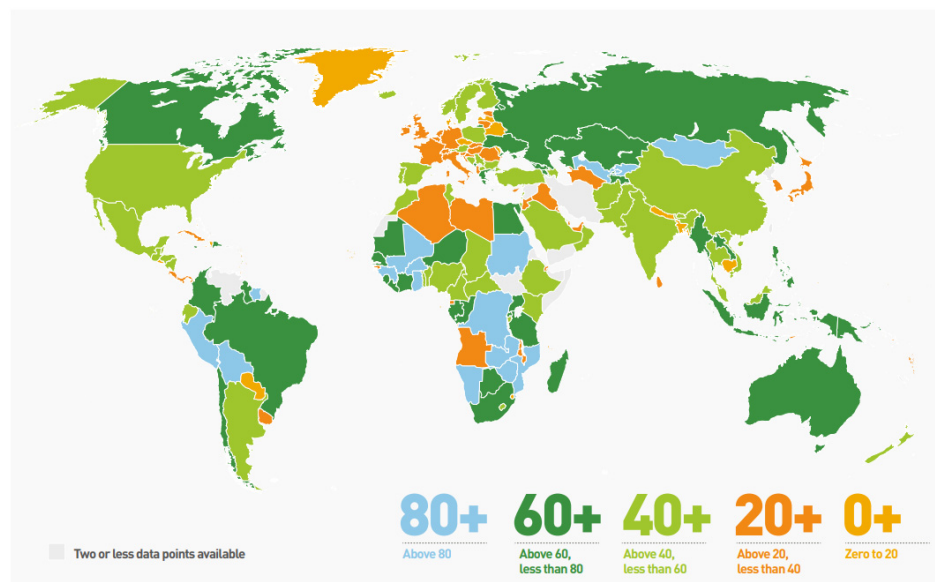 80+ 60+ 40+ 20+ 0+
Above 80
Above 60,
less than 80
Above 40,
less than 60
Above 20,
less than 40
Zero to 20
Two or less data points available